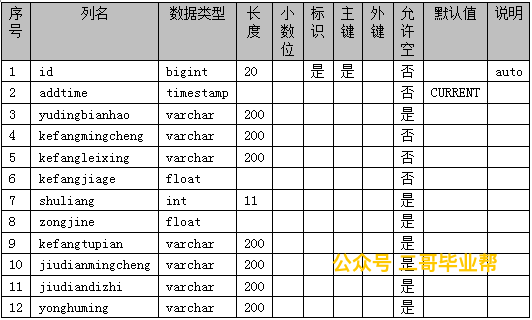 序号 列名 数据类型 长度 小数位 标识 主键 外键 允许空 默认值 说明
1 id bigint 20 是 是 否 auto
2 addtime timestamp 否 CURRENT
3 yudingbianhao varchar 200 是
4 kefangmingcheng varchar 200 否
5 kefangleixing varchar 200 否
6 kefangjiage float 否
7 shuliang int 11 是
8 zongjine float 是
9 kefangtupian varchar 200 是
10 jiudianmingcheng varchar 200 是
公众号 二哥毕业帮
11 jiudiandizhi varchar 200 是
12 yonghuming varchar 200 是